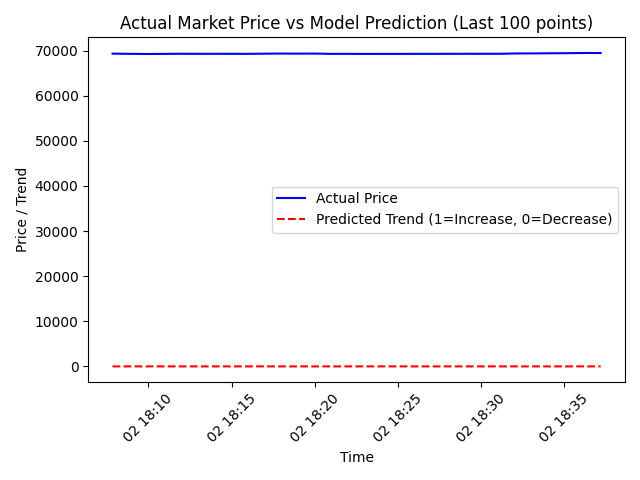 Actual Market Price vs Model Prediction (Last 100 points)
70000
60000
50000
40000
30000
20000
10000
0
Price / Trend
Actual Price
Predicted Trend (1=Increase, 0=Decrease)
02 18:10
02 18:15
02 18:20
02 18:25
02 18:30
02 18:35
Time